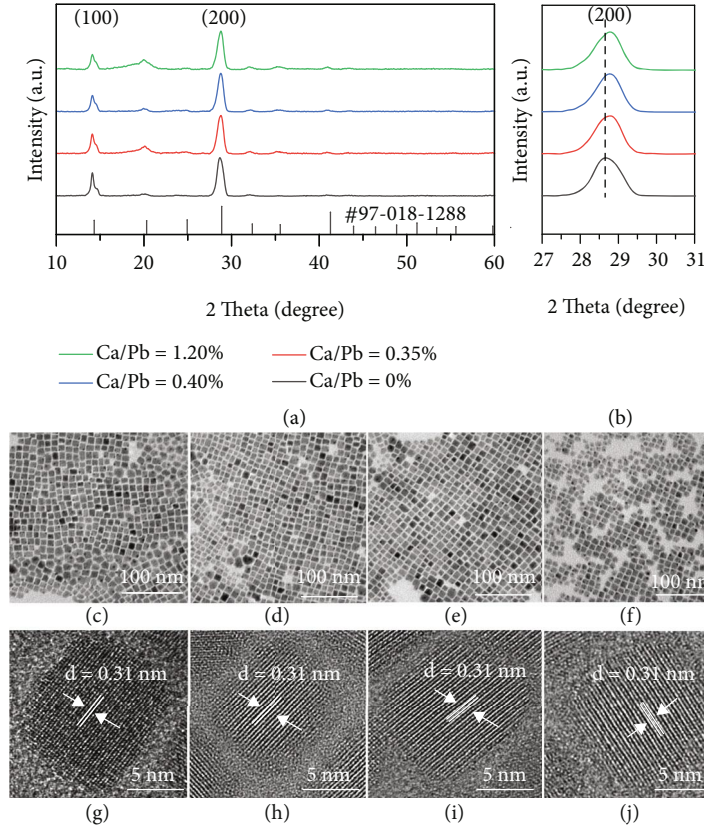 (100)
(200)
(200)
Intensity (a.u.)
Intensity (a.u.)
#97-018-1288
10 20 30 40 50 60
27 28 29 30 31
2 Theta (degree)
2 Theta (degree)
Ca/Pb = 1.20%
Ca/Pb = 0.35%
Ca/Pb = 0.40%
Ca/Pb = 0%
(a)
(b)
100 nm
100 nm
100 nm
100 nm
(c)
(d)
(e)
(f)
d = 0.31 nm
d = 0.31 nm
d = 0.31 nm
d = 0.31 nm
5 nm
5 nm
5 nm
5 nm
(g)
(h)
(i)
(j)